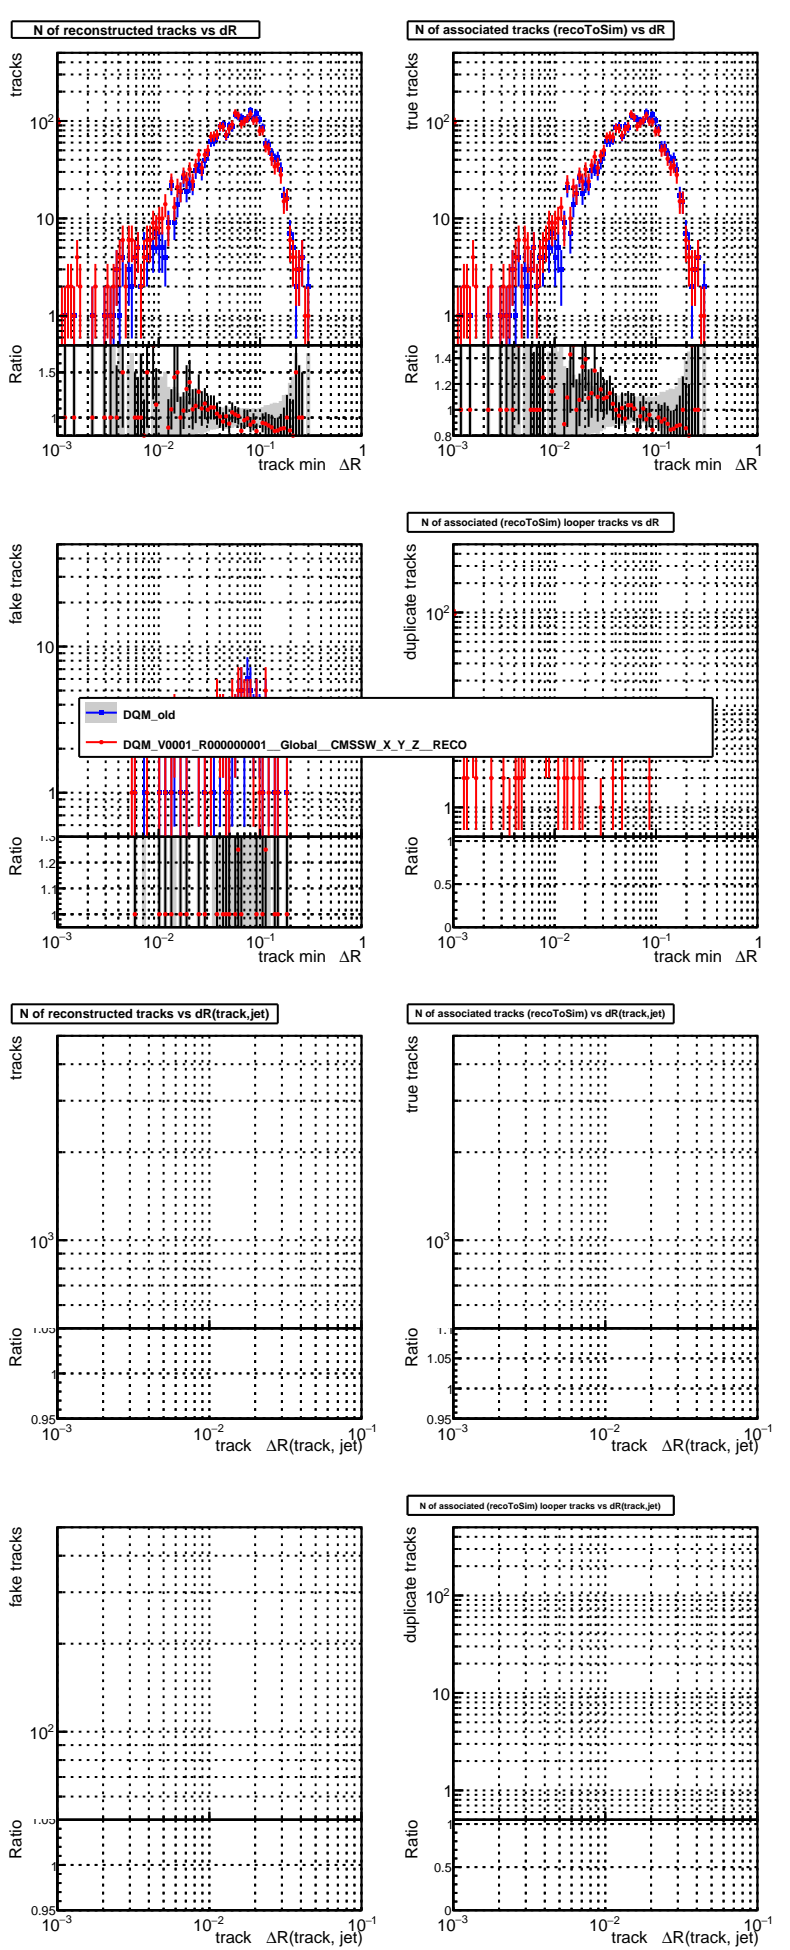 N of reconstructed tracks vs dR
tracks
10²
10
1
Ratio
1.5
1
10⁻³ 10⁻² 10⁻¹ 1
track min ΔR
N of associated tracks (recoToSim) vs dR
true tracks
10²
10
1
Ratio
1.4
1.2
1
0.8
10⁻³ 10⁻² 10⁻¹ 1
track min ΔR
fake tracks
10
1
Ratio
1.3
1.2
1.1
1
10⁻³ 10⁻² 10⁻¹ 1
track min ΔR
N of associated (recoToSim) looper tracks vs dR
duplicate tracks
10²
1
Ratio
1
0.5
0
10⁻³ 10⁻² 10⁻¹ 1
track min ΔR
DQM_old
DQM_V0001_R000000001__Global__CMSSW_X_Y_Z__RECO
N of reconstructed tracks vs dR(track,jet)
tracks
10³
Ratio
1.05
1
0.95
10⁻³ 10⁻² 10⁻¹
track ΔR(track, jet)
N of associated tracks (recoToSim) vs dR(track,jet)
true tracks
10³
Ratio
1.1
1.05
1
0.95
10⁻³ 10⁻² 10⁻¹
track ΔR(track, jet)
fake tracks
10²
Ratio
1.05
1
0.95
10⁻³ 10⁻² 10⁻¹
track ΔR(track, jet)
N of associated (recoToSim) looper tracks vs dR(track,jet)
duplicate tracks
10²
10
1
Ratio
1
0.5
0
10⁻³ 10⁻² 10⁻¹
track ΔR(track, jet)